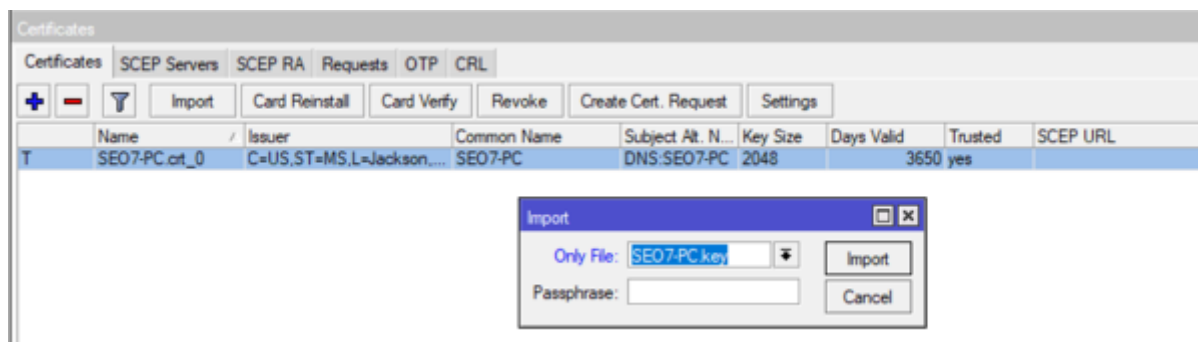 Certificates
Certificates SCEP Servers SCEP RA Requests OTP CRL
Import Card Reinstall Card Verify Revoke Create Cert. Request Settings
Name / Issuer Common Name Subject Alt. N... Key Size Days Valid Trusted SCEP URL
T SEO7-PC.crt_0 C=US,ST=MS,L=Jackson,... SEO7-PC DNS:SEO7-PC 2048 3650 yes
Import
Only File: SEO7-PC.key Import
Passphrase: Cancel